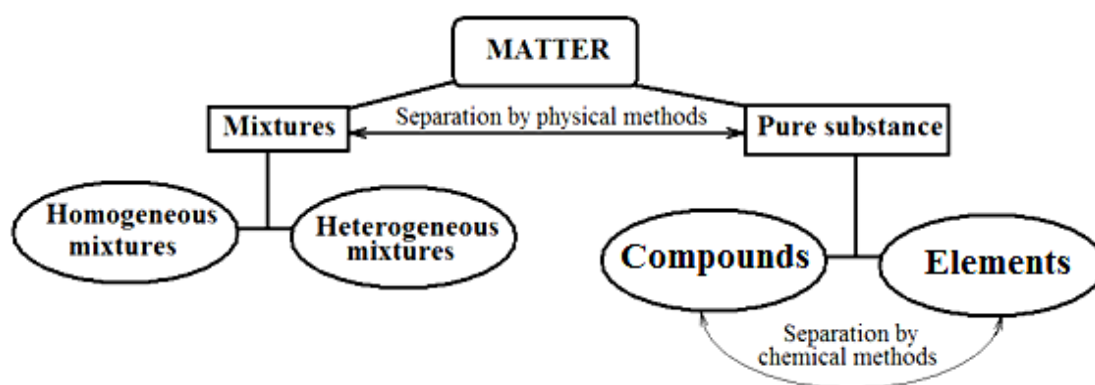 MATTER
Mixtures
Separation by physical methods
Pure substance
Homogeneous
mixtures
Heterogeneous
mixtures
Compounds
Elements
Separation by
chemical methods